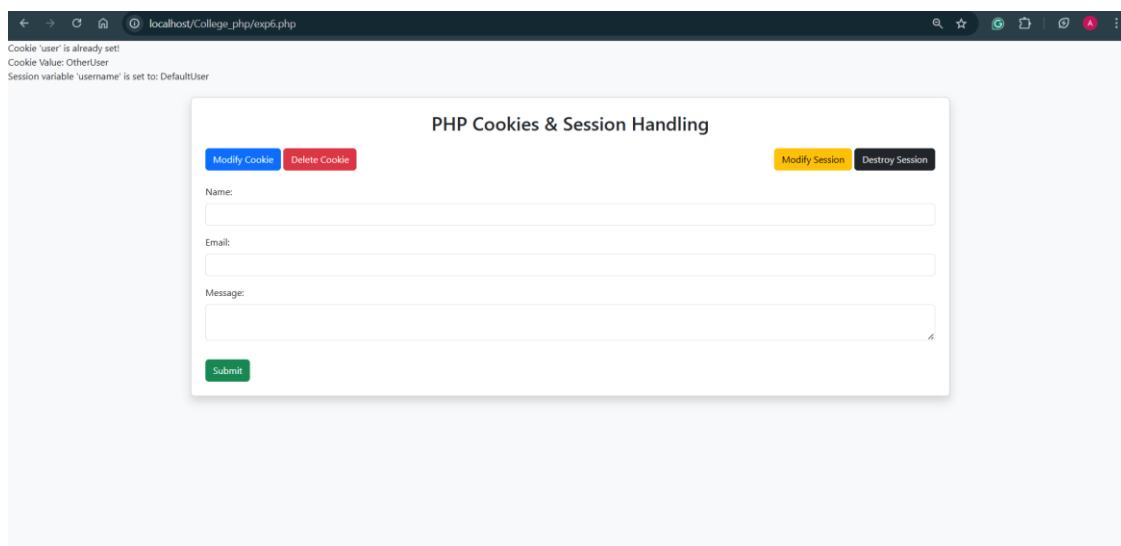 localhost/College_php/exp6.php
A
Cookie 'user' is already set!
Cookie Value: OtherUser
Session variable 'username' is set to: DefaultUser
PHP Cookies & Session Handling
Modify Cookie Delete Cookie Modify Session Destroy Session
Name:
Email:
Message:
Submit